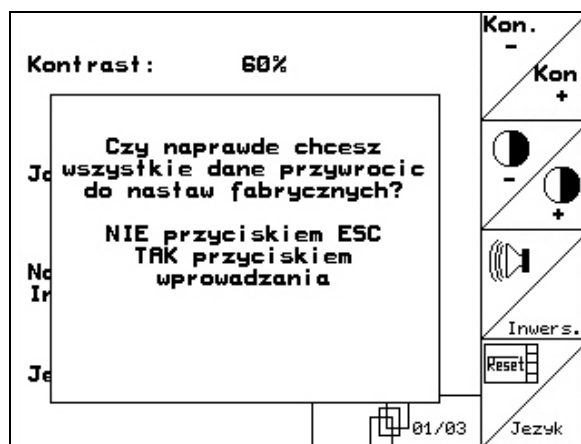 Kontrast: 60%
Czy naprawde chcesz
wszystkie dane przywrocic
do nastaw fabrycznych?
NIE przyciskiem ESC
TAK przyciskiem
wprowadzania
Kon.
-
Kon
+
-
+
Inwers.
Reset
01/03
Jezyk